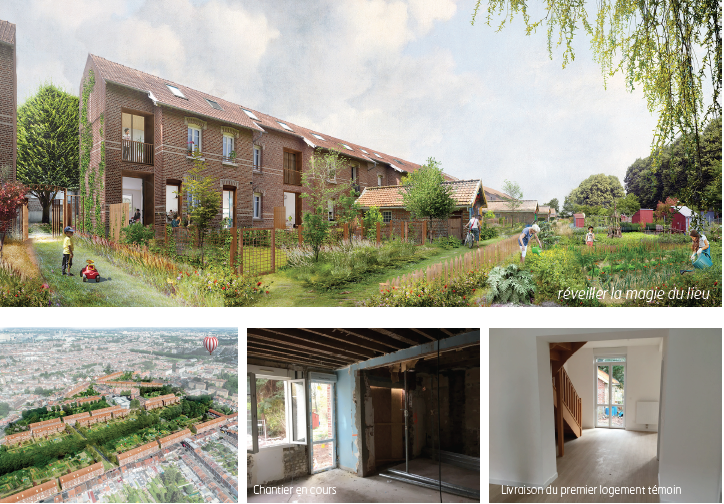 réveiller la magie du lieu
Chantier en cours
Livraison du premier logement témoin